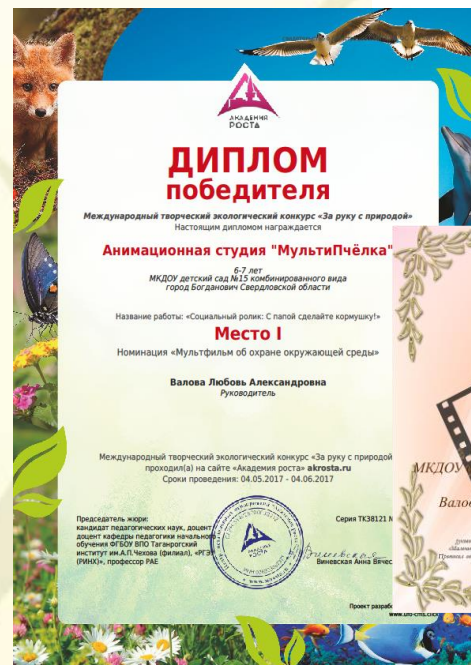 АКАДЕМИЯ
РОСТА
ДИПЛОМ
победителя
Международный творческий экологический конкурс «За руку с природой»
Настоящим дипломом награждается
Анимационная студия "МультиПчёлка"
6-7 лет
МКДОУ детский сад №15 комбинированного вида
город Богданович Свердловской области
Название работы: «Социальный ролик: С папой сделайте кормушку!»
Место I
Номинация «Мультфильм об охране окружающей среды»
Валова Любовь Александровна
Руководитель
Международный творческий экологический конкурс «За руку с природой
проходил(а) на сайте «Академия роста» akrosta.ru
Сроки проведения: 04.05.2017 - 04.06.2017
Председатель жюри:
кандидат педагогических наук, доцент
доцент кафедры педагогики начального
обучения ФГБОУ ВПО Таганрогский
институт им.А.П.Чехова (филиал), «РГЭУ
(РИНХ)», профессор РАЕ
Серия ТК38121 №
Виневская Анна Вячес
Проект разрабо
МКДОУ
Валов